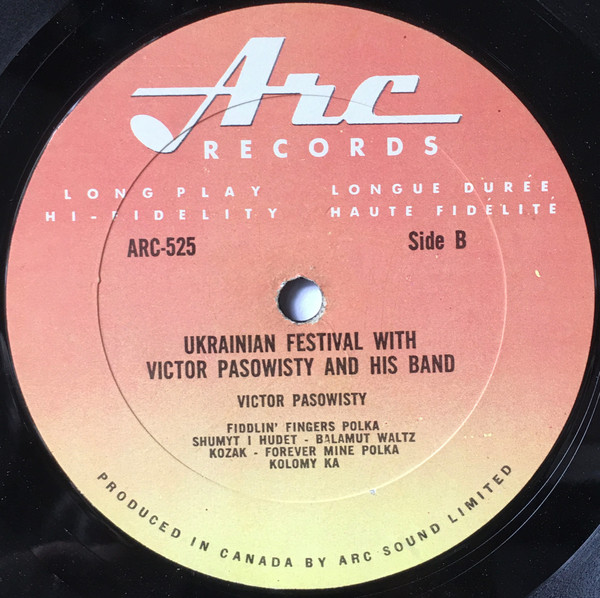 Arc
RECORDS
LONG PLAY
HI-FIDELITY
LONGUE DURÉE
HAUTE FIDELITÉ
ARC-525
Side B
UKRAINIAN FESTIVAL WITH
VICTOR PASOWISTY AND HIS BAND
VICTOR PASOWISTY
FIDDLIN' FINGERS POLKA
SHUMYT I HUDET - BALAMUT WALTZ
KOZAK - FOREVER MINE POLKA
KOLOMY KA
PRODUCED IN CANADA BY ARC SOUND LIMITED